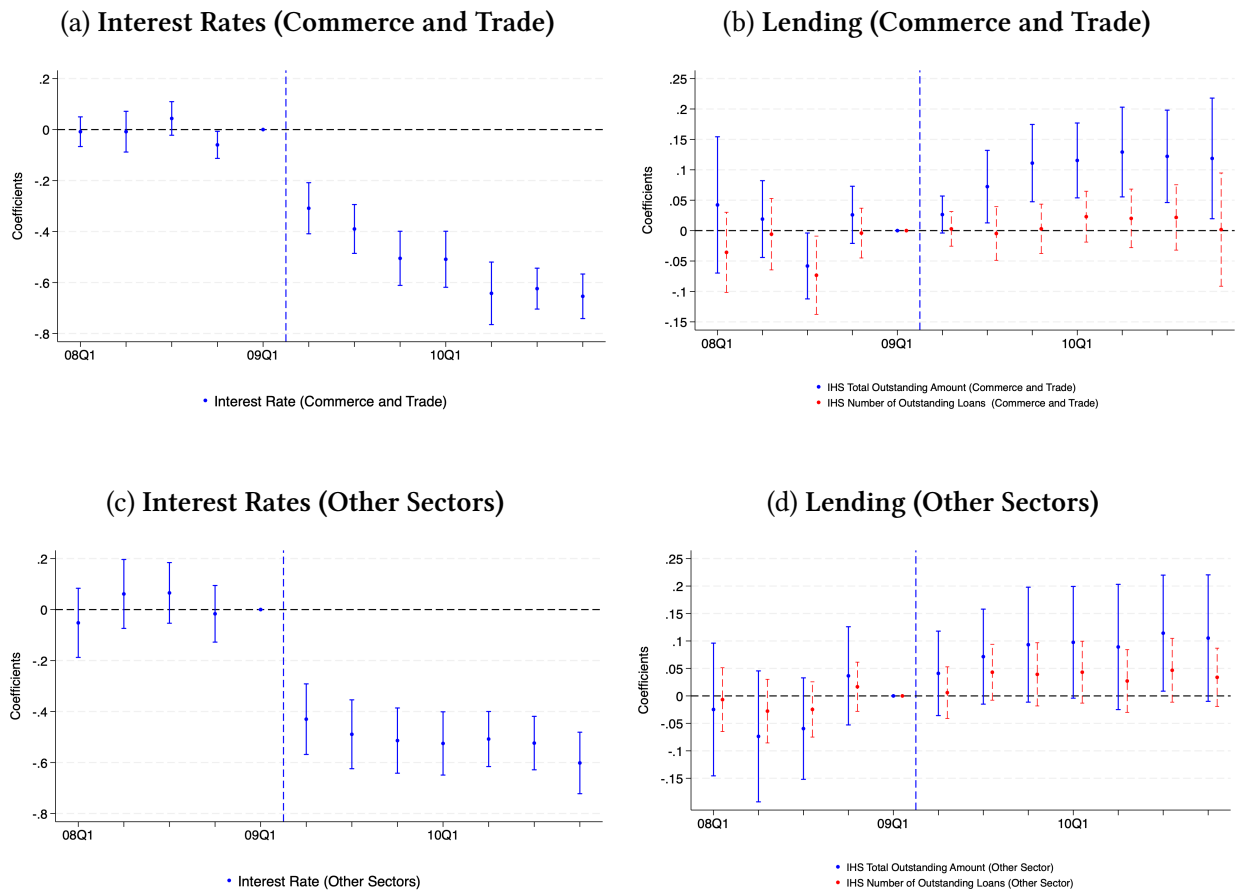 (a) Interest Rates (Commerce and Trade)
.2
0
-.2
-.4
-.6
-.8
Coefficients
08Q1 09Q1 10Q1
Interest Rate (Commerce and Trade)
(b) Lending (Commerce and Trade)
.25
.2
.15
.1
.05
0
-.05
-.1
-.15
Coefficients
08Q1 09Q1 10Q1
IHS Total Outstanding Amount (Commerce and Trade)
IHS Number of Outstanding Loans (Commerce and Trade)
(c) Interest Rates (Other Sectors)
.2
0
-.2
-.4
-.6
-.8
Coefficients
08Q1 09Q1 10Q1
Interest Rate (Other Sectors)
(d) Lending (Other Sectors)
.25
.2
.15
.1
.05
0
-.05
-.1
-.15
Coefficients
08Q1 09Q1 10Q1
IHS Total Outstanding Amount (Other Sector)
IHS Number of Outstanding Loans (Other Sector)